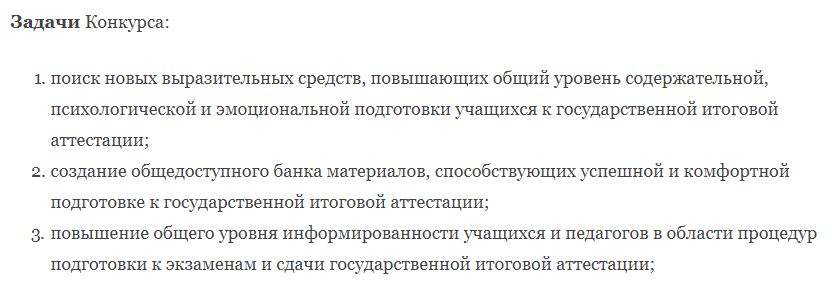 Задачи Конкурса:
1. поиск новых выразительных средств, повышающих общий уровень содержательной,
психологической и эмоциональной подготовки учащихся к государственной итоговой
аттестации;
2. создание общедоступного банка материалов, способствующих успешной и комфортной
подготовке к государственной итоговой аттестации;
3. повышение общего уровня информированности учащихся и педагогов в области процедур
подготовки к экзаменам и сдачи государственной итоговой аттестации;